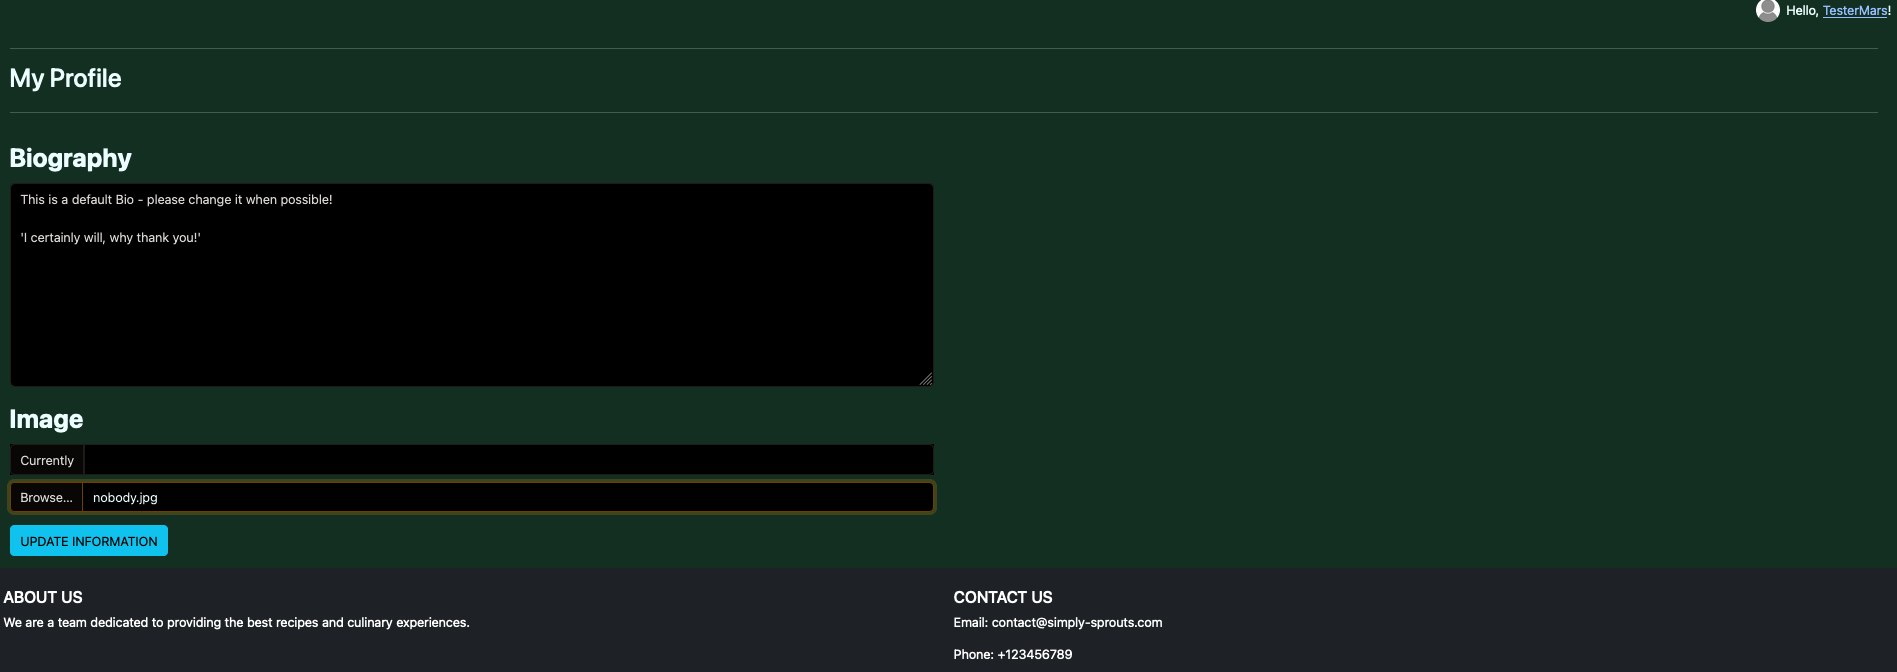 Hello, TesterMars!
My Profile
Biography
This is a default Bio - please change it when possible!
'I certainly will, why thank you!'
Image
Currently
Browse... nobody.jpg
UPDATE INFORMATION
ABOUT US
We are a team dedicated to providing the best recipes and culinary experiences.
CONTACT US
Email: contact@simply-sprouts.com
Phone: +123456789